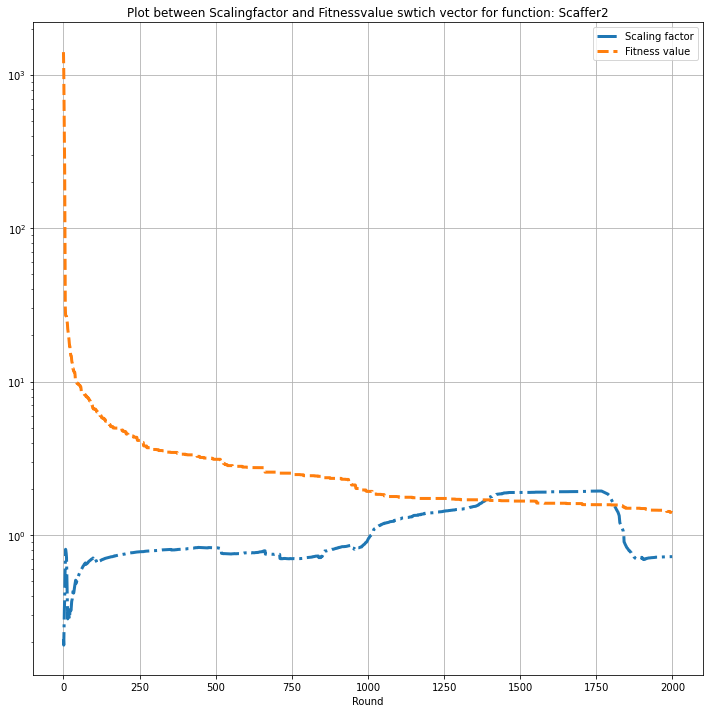 Plot between Scalingfactor and Fitnessvalue swtich vector for function: Scaffer2
Scaling factor
Fitness value
10³
10²
10¹
10⁰
0 250 500 750 1000 1250 1500 1750 2000
Round